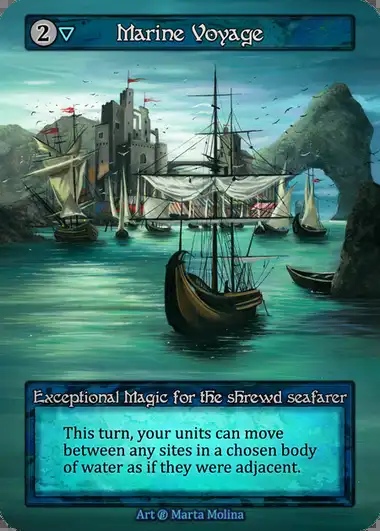 2
Marine Voyage
Exceptional Magic for the shrewd seafarer
This turn, your units can move
between any sites in a chosen body
of water as if they were adjacent.
Art @ Marta Molina